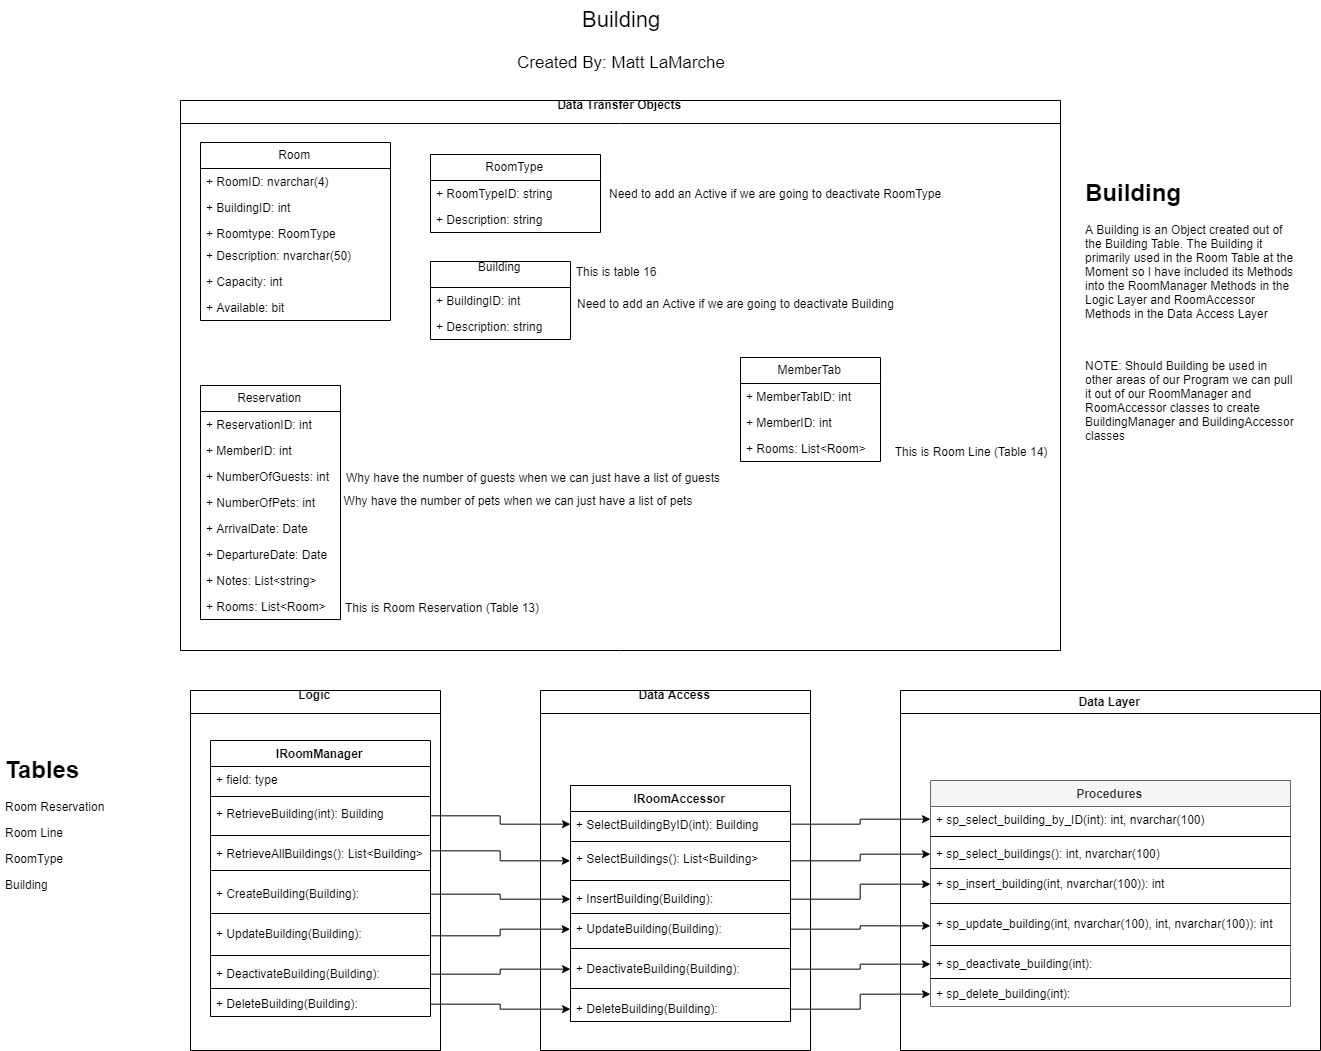 Building
Created By: Matt LaMarche
Data Transfer Objects
Room
+ RoomID: nvarchar(4)
+ BuildingID: int
+ Roomtype: RoomType
+ Description: nvarchar(50)
+ Capacity: int
+ Available: bit
RoomType
+ RoomTypeID: string
+ Description: string
Need to add an Active if we are going to deactivate RoomType
Building
+ BuildingID: int
+ Description: string
This is table 16
Need to add an Active if we are going to deactivate Building
MemberTab
+ MemberTabID: int
+ MemberID: int
+ Rooms: List<Room>
This is Room Line (Table 14)
Reservation
+ ReservationID: int
+ MemberID: int
+ NumberOfGuests: int
+ NumberOfPets: int
+ ArrivalDate: Date
+ DepartureDate: Date
+ Notes: List<string>
+ Rooms: List<Room>
Why have the number of guests when we can just have a list of guests
Why have the number of pets when we can just have a list of pets
This is Room Reservation (Table 13)
Building
A Building is an Object created out of
the Building Table. The Building it
primarily used in the Room Table at the
Moment so I have included its Methods
into the RoomManager Methods in the
Logic Layer and RoomAccessor
Methods in the Data Access Layer
NOTE: Should Building be used in
other areas of our Program we can pull
it out of our RoomManager and
RoomAccessor classes to create
BuildingManager and BuildingAccessor
classes
Tables
Room Reservation
Room Line
RoomType
Building
Logic
IRoomManager
+ field: type
+ RetrieveBuilding(int): Building
+ RetrieveAllBuildings(): List<Building>
+ CreateBuilding(Building):
+ UpdateBuilding(Building):
+ DeactivateBuilding(Building):
+ DeleteBuilding(Building):
Data Access
IRoomAccessor
+ SelectBuildingByID(int): Building
+ SelectBuildings(): List<Building>
+ InsertBuilding(Building):
+ UpdateBuilding(Building):
+ DeactivateBuilding(Building):
+ DeleteBuilding(Building):
Data Layer
Procedures
+ sp_select_building_by_ID(int): int, nvarchar(100)
+ sp_select_buildings(): int, nvarchar(100)
+ sp_insert_building(int, nvarchar(100)): int
+ sp_update_building(int, nvarchar(100), int, nvarchar(100)): int
+ sp_deactivate_building(int):
+ sp_delete_building(int):